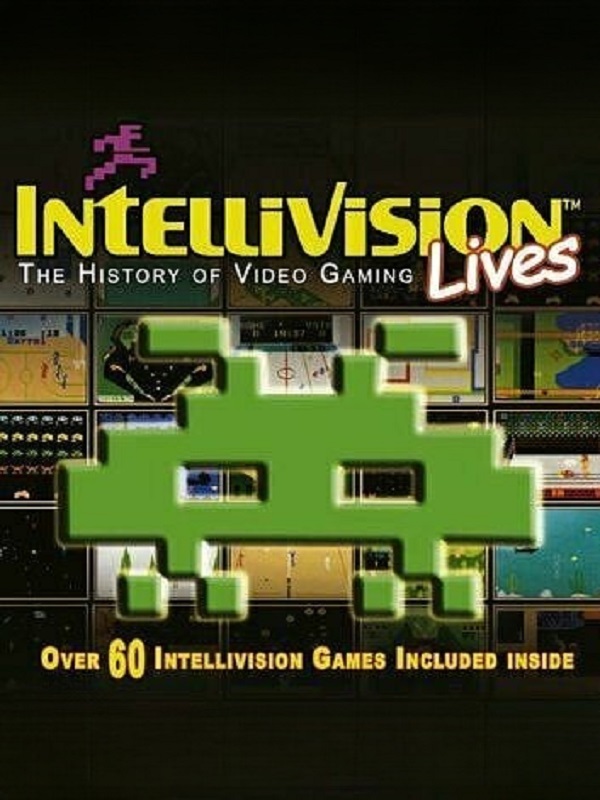 INTELLIVISION™
Lives
THE HISTORY OF VIDEO GAMING
OVER 60 INTELLIVISION GAMES INCLUDED INSIDE